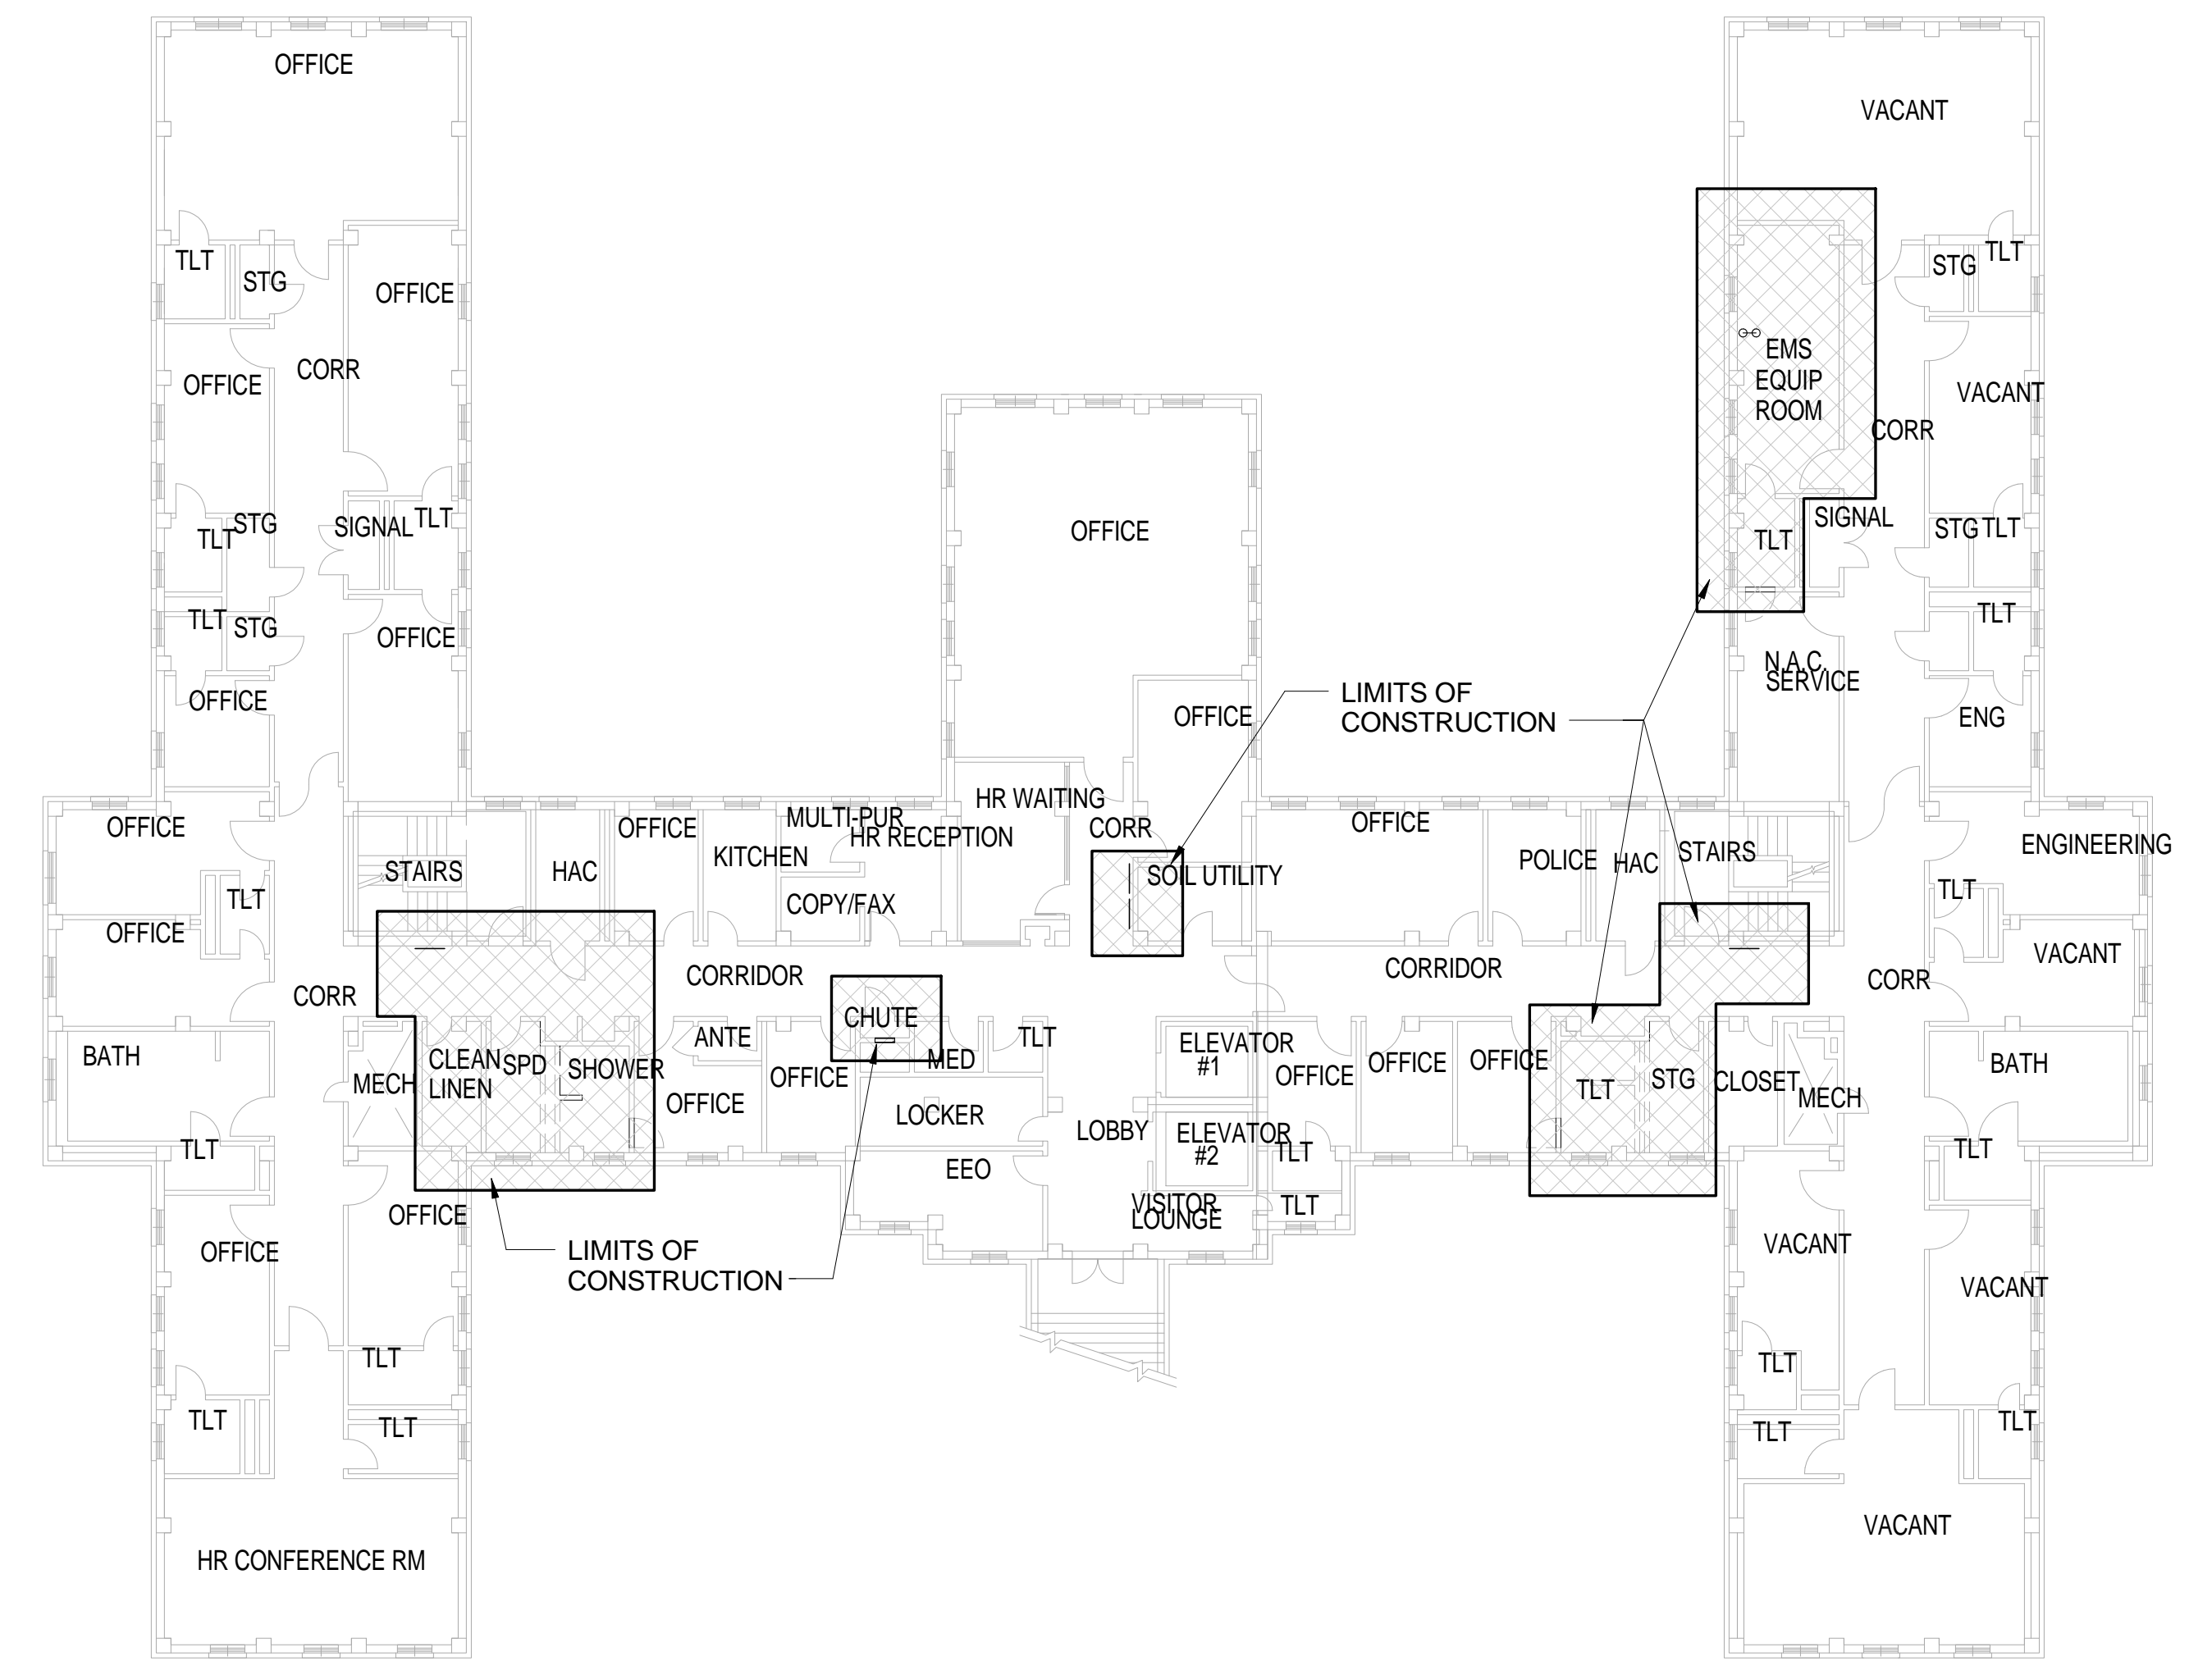 OFFICE
VACANT
TLT
STG
OFFICE
STG
TLT
EMS
EQUIP
ROOM
CORR
OFFICE
VACANT
CORR
TLT
STG
SIGNAL
TLT
OFFICE
SIGNAL
TLT
STG
TLT
TLT
STG
OFFICE
TLT
N.A.C.
SERVICE
OFFICE
OFFICE
LIMITS OF
CONSTRUCTION
ENG
HR WAITING
OFFICE
OFFICE
MULTI-PUR
HR RECEPTION
CORR
OFFICE
ENGINEERING
STAIRS
HAC
KITCHEN
COPY/FAX
SOIL UTILITY
POLICE
HAC
STAIRS
TLT
TLT
OFFICE
VACANT
CORR
CORRIDOR
CORRIDOR
CORR
CHUTE
ANTE
TLT
BATH
MECH
CLEAN
LINEN
SPD
SHOWER
OFFICE
OFFICE
MED
ELEVATOR
#1
OFFICE
OFFICE
OFFICE
TLT
STG
CLOSET
MECH
BATH
LOCKER
LOBBY
ELEVATOR
#2
TLT
TLT
TLT
EEO
VISITOR
LOUNGE
TLT
OFFICE
OFFICE
LIMITS OF
CONSTRUCTION
VACANT
VACANT
TLT
TLT
TLT
TLT
TLT
TLT
HR CONFERENCE RM
VACANT